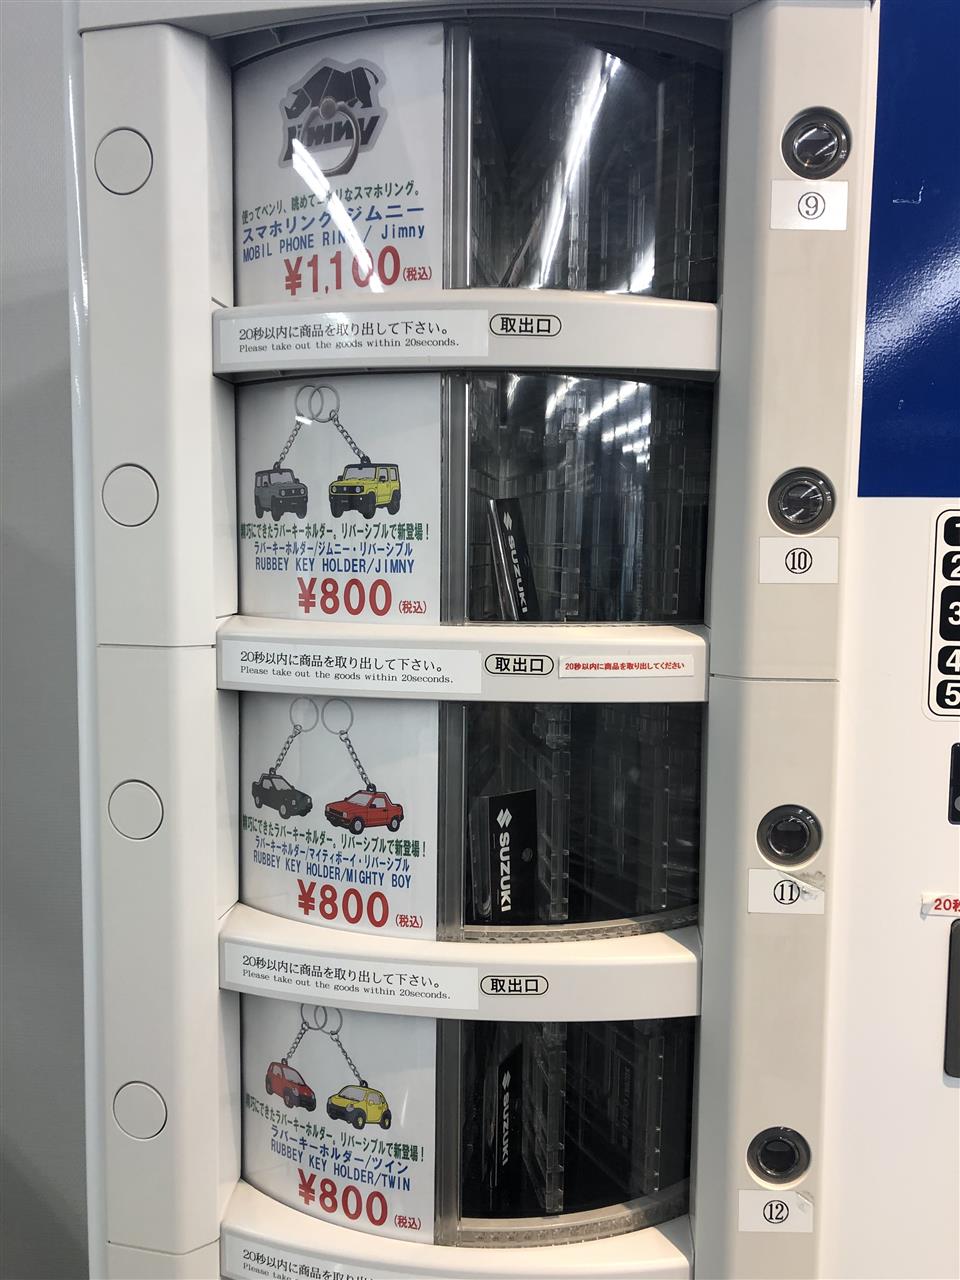 Jimny
使ってベンリ、眺めてニヤリなスマホリング。
スマホリング/ジムニー
MOBIL PHONE RING / Jimny
¥1,100(税込)
⑨
20秒以内に商品を取り出して下さい。
Please take out the goods within 20seconds.
取出口
精巧にできたラバーキーホルダー。リバーシブルで新登場！
ラバーキーホルダー/ジムニー・リバーシブル
RUBBEY KEY HOLDER/JIMNY
¥800(税込)
SUZUKI
⑩
1
2
3
4
5
20秒以内に商品を取り出して下さい。
Please take out the goods within 20seconds.
取出口
20秒以内に商品を取り出してください
精巧にできたラバーキーホルダー。リバーシブルで新登場！
ラバーキーホルダー/マイティボーイ・リバーシブル
RUBBEY KEY HOLDER/MIGHTY BOY
¥800(税込)
SUZUKI
⑪
20秒
20秒以内に商品を取り出して下さい。
Please take out the goods within 20seconds.
取出口
精巧にできたラバーキーホルダー。リバーシブルで新登場！
ラバーキーホルダー/ツイン
RUBBEY KEY HOLDER/TWIN
¥800(税込)
SUZUKI
⑫
20秒以内に商品を取り出して下さい。
Please take out the goods within 20seconds.